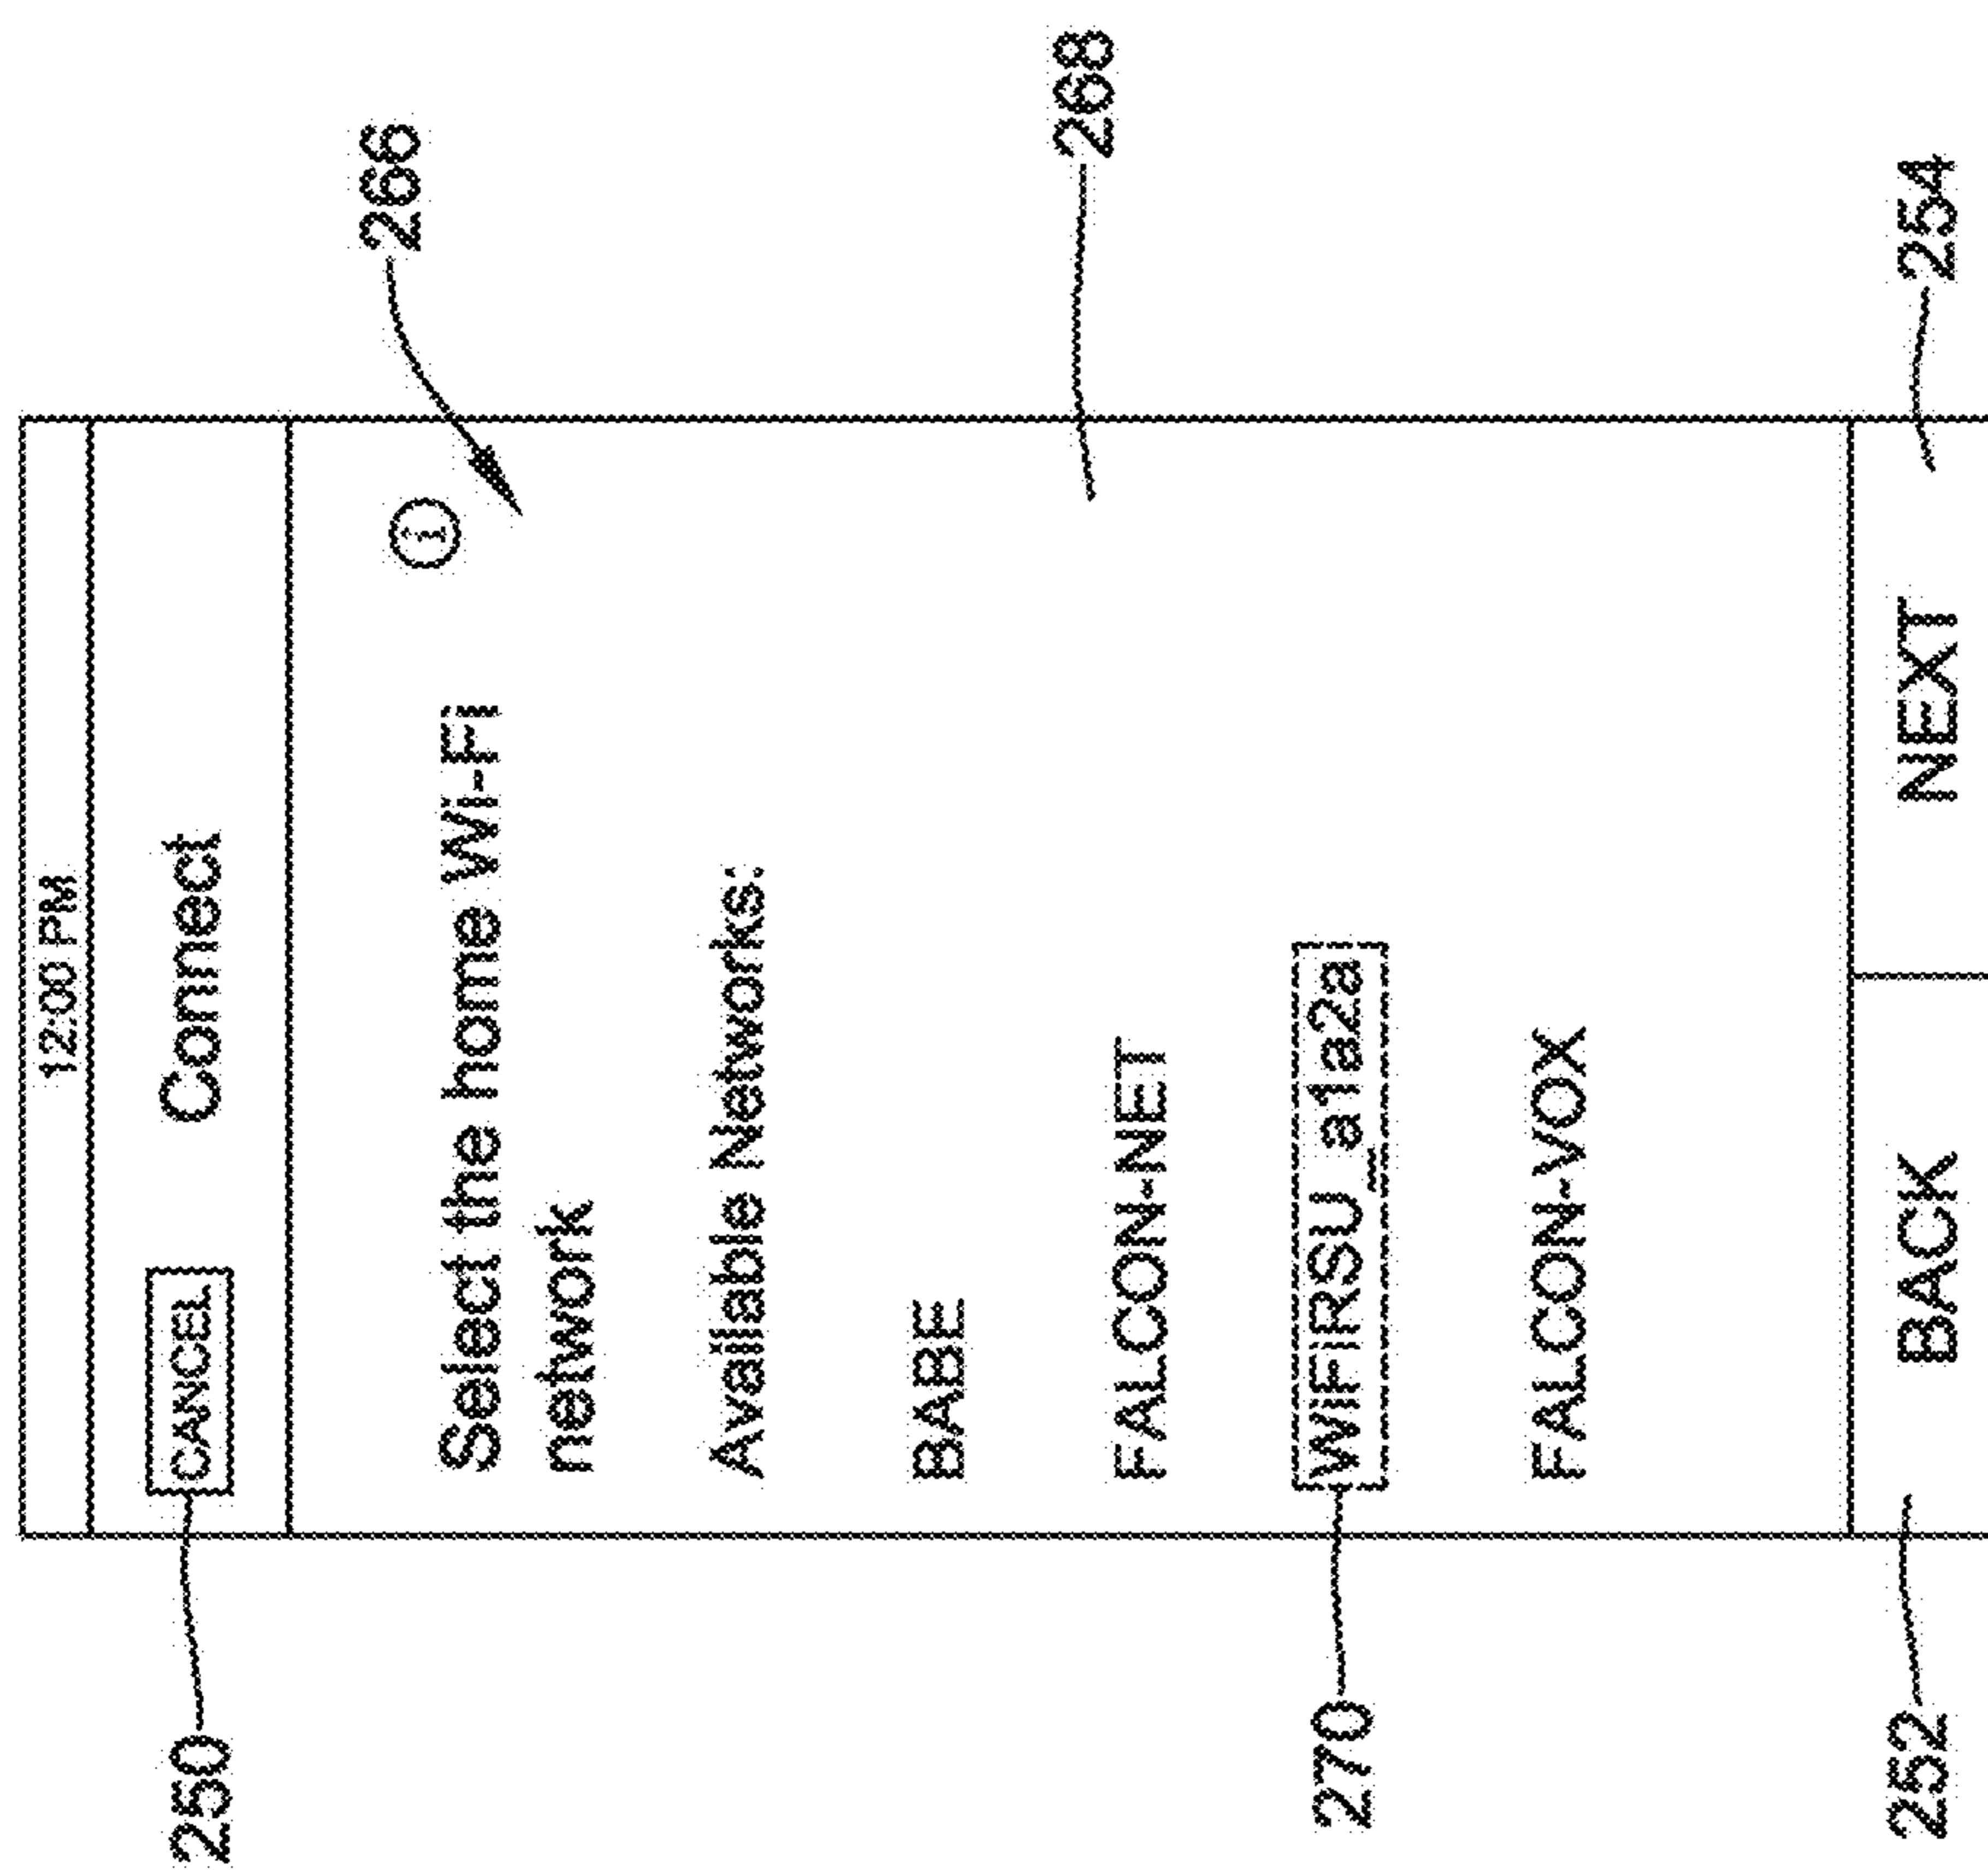 12:00 PM
250
CANCEL
Connect
266
i
Select the home Wi-Fi
network
Available Networks:
BABE
268
FALCON-NET
270
WiFiRSU_a1a2a
FALCON-VOX
252
BACK
NEXT
254